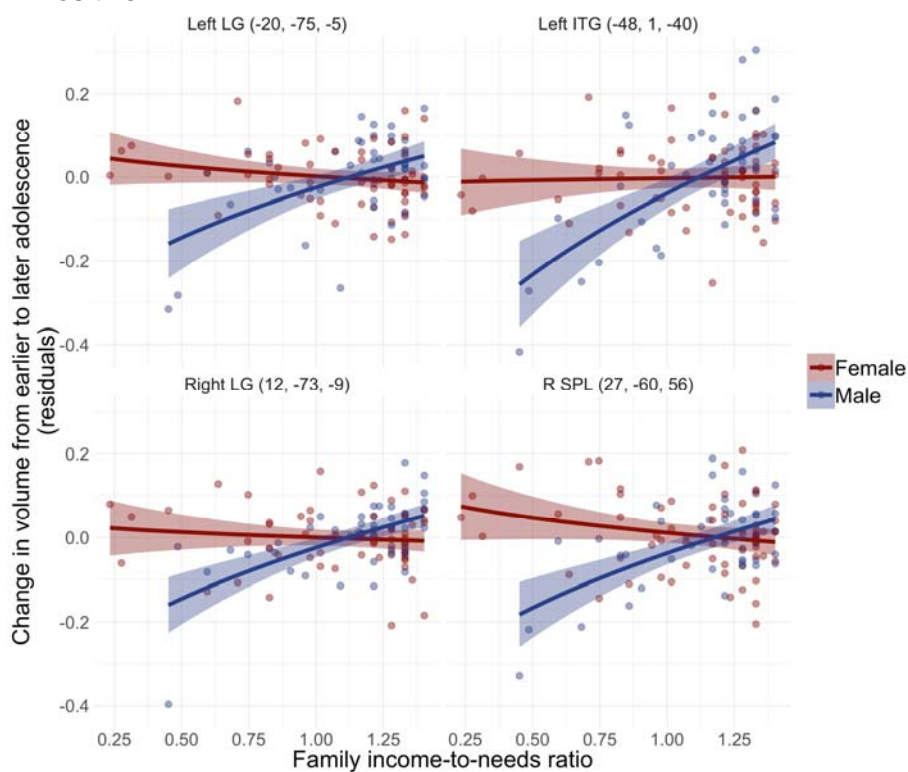 Left LG (-20, -75, -5)
Left ITG (-48, 1, -40)
0.2
0.0
-0.2
-0.4
Right LG (12, -73, -9)
R SPL (27, -60, 56)
0.2
0.0
-0.2
-0.4
0.25 0.50 0.75 1.00 1.25
0.25 0.50 0.75 1.00 1.25
Family income-to-needs ratio
Change in volume from earlier to later adolescence
(residuals)
Female
Male